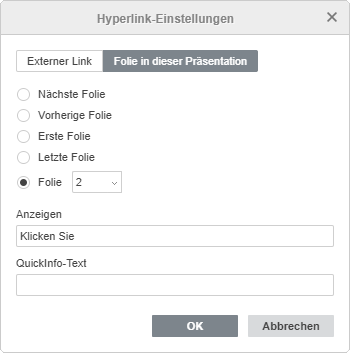 Hyperlink-Einstellungen
Externer Link Folie in dieser Präsentation
Nächste Folie
Vorherige Folie
Erste Folie
Letzte Folie
Folie 2
Anzeigen
Klicken Sie
QuickInfo-Text
OK Abbrechen